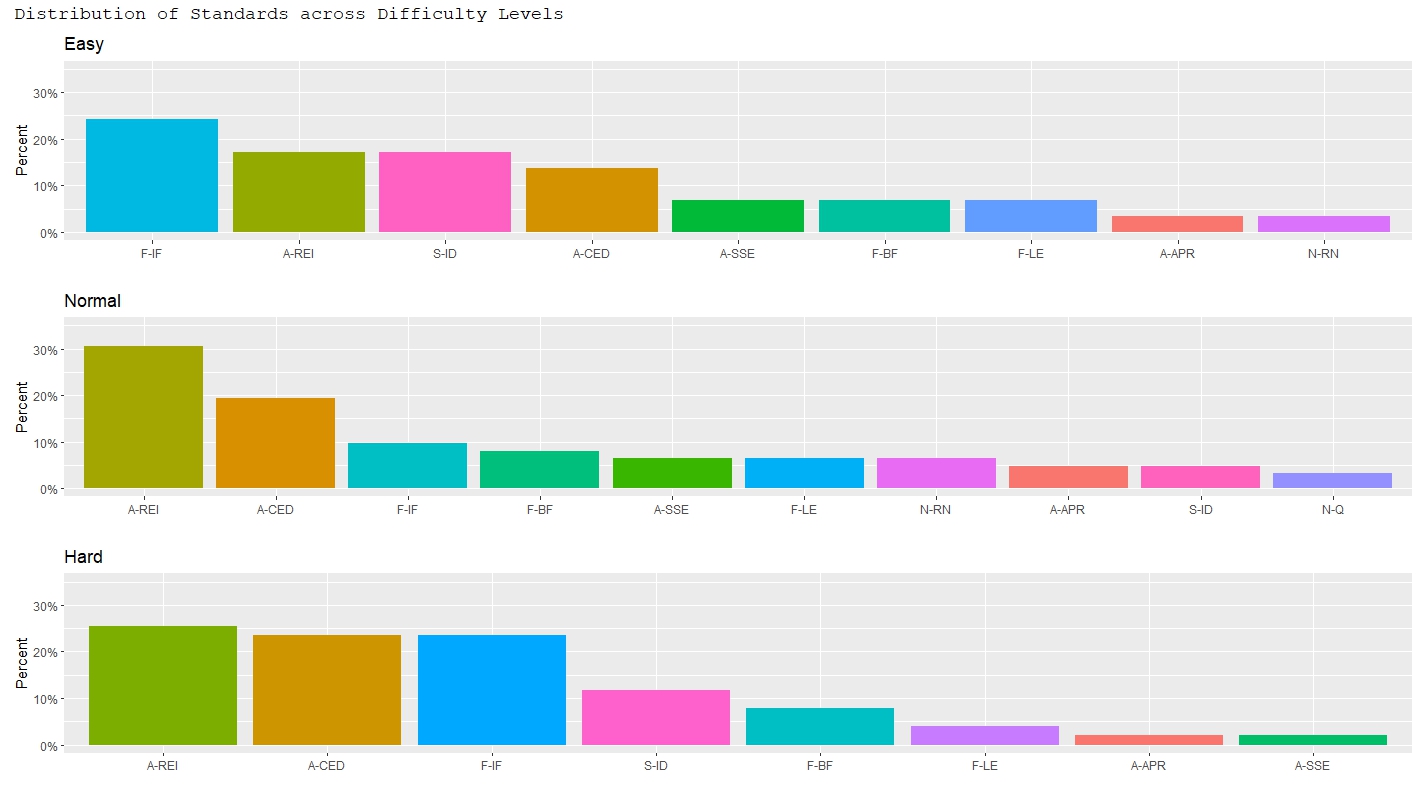 Distribution of Standards across Difficulty Levels
Easy
Percent
30%
20%
10%
0%
F-IF A-REI S-ID A-CED A-SSE F-BF F-LE A-APR N-RN
Normal
Percent
30%
20%
10%
0%
A-REI A-CED F-IF F-BF A-SSE F-LE N-RN A-APR S-ID N-Q
Hard
Percent
30%
20%
10%
0%
A-REI A-CED F-IF S-ID F-BF F-LE A-APR A-SSE